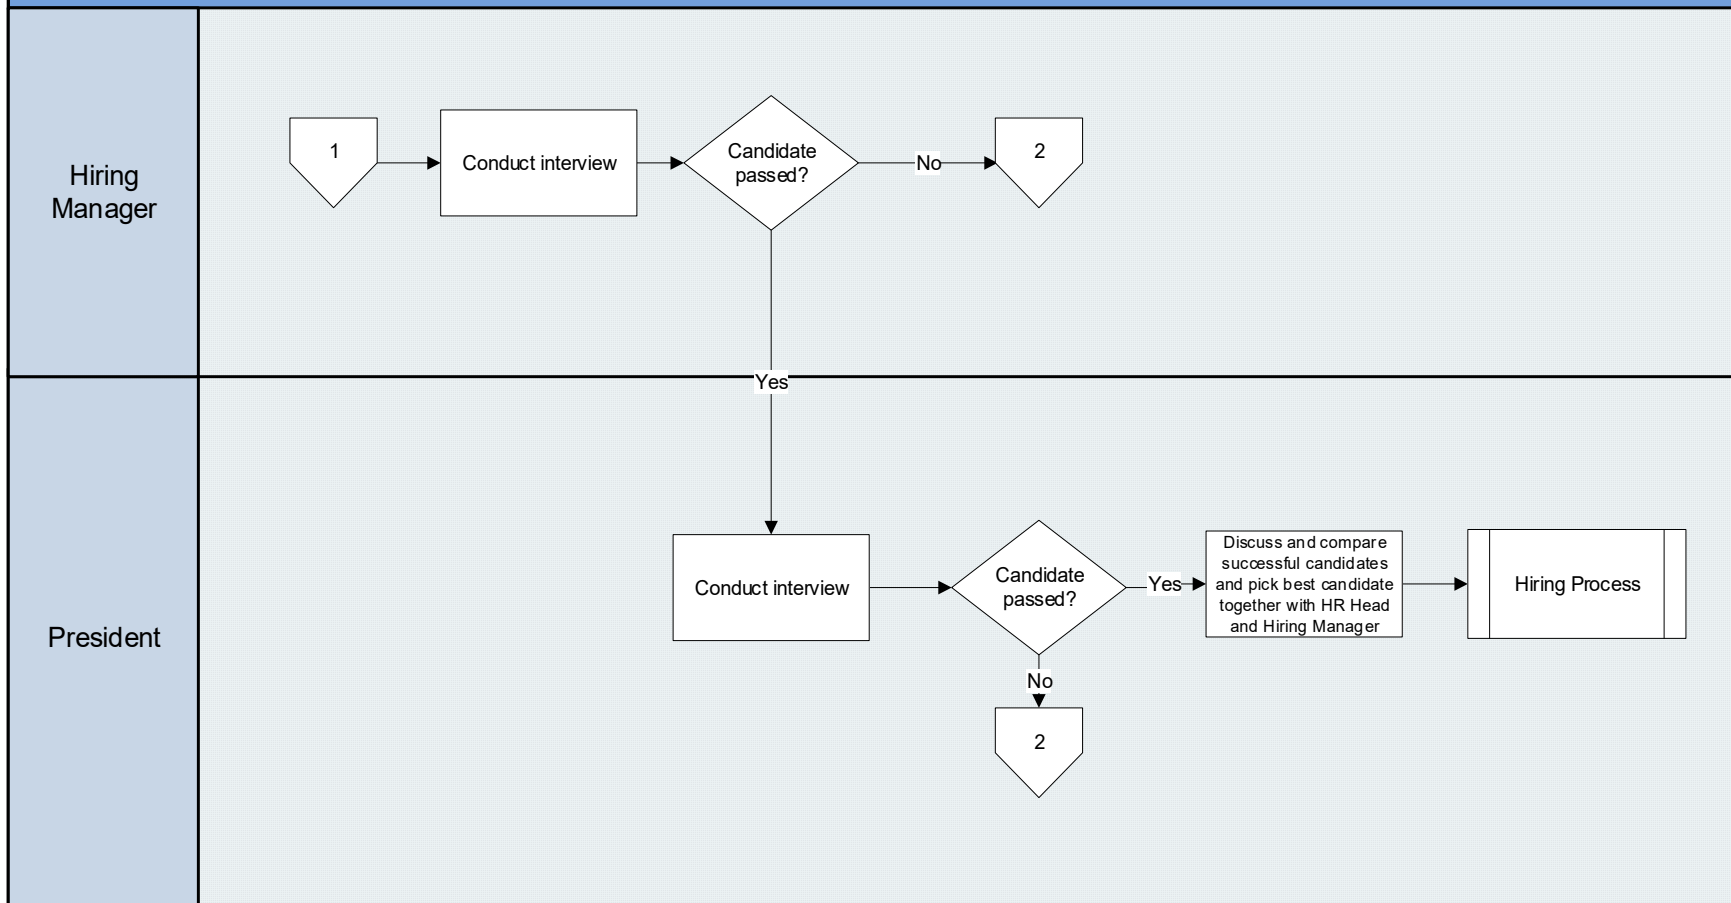 Hiring
Manager
1
Conduct interview
Candidate
passed?
No
2
Yes
President
Conduct interview
Candidate
passed?
Yes
Discuss and compare
successful candidates
and pick best candidate
together with HR Head
and Hiring Manager
Hiring Process
No
2